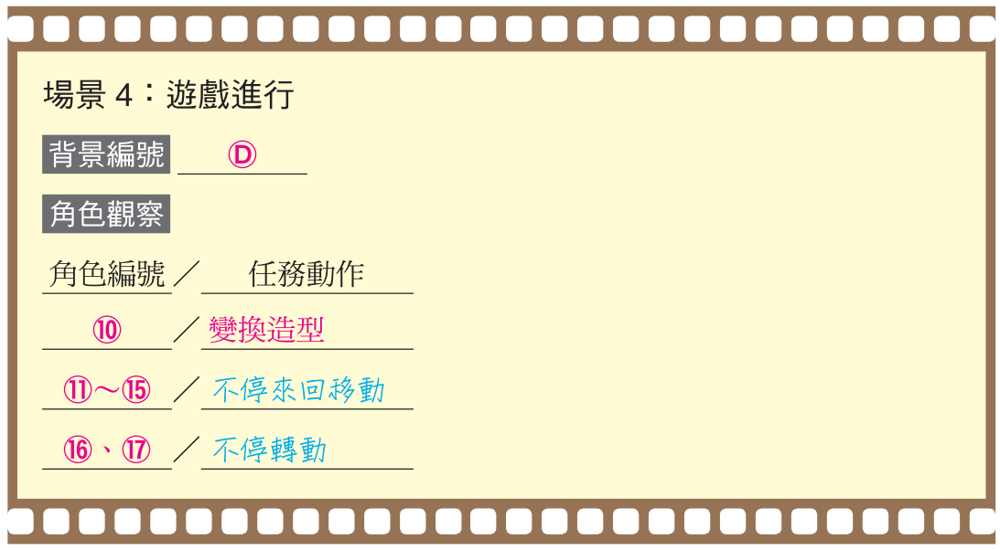 場景 4：遊戲進行
背景編號 Ⓓ
角色觀察
角色編號／任務動作
⑩／變換造型
⑪～⑮／不停來回移動
⑯、⑰／不停轉動